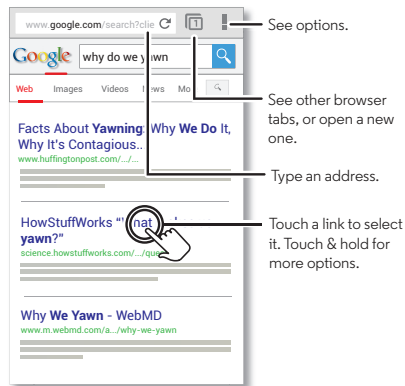 www.google.com/search?clie
1
See options.
Google
why do we yawn
Web Images Videos News Mo
See other browser
tabs, or open a new
one.
Facts About Yawning: Why We Do It,
Why It's Contagious..
www.huffingtonpost.com/.../...
Type an address.
HowStuffWorks "What
yawn?"
science.howstuffworks.com/.../que
Touch a link to select
it. Touch & hold for
more options.
Why We Yawn - WebMD
www.m.webmd.com/a.../why-we-yawn